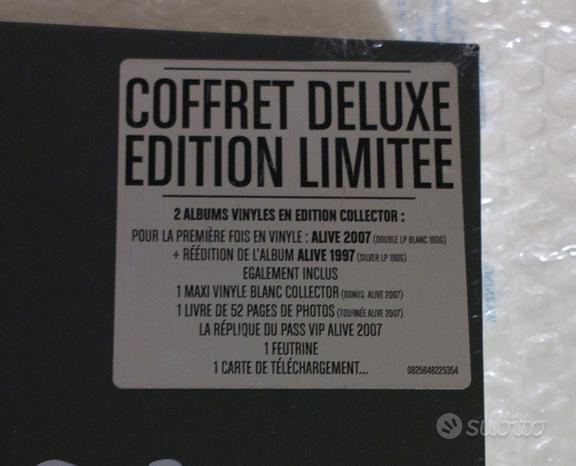 COFFRET DELUXE
EDITION LIMITEE
2 ALBUMS VINYLES EN EDITION COLLECTOR :
POUR LA PREMIÈRE FOIS EN VINYLE : ALIVE 2007 (DOUBLE LP BLANC 180G)
+ RÉÉDITION DE L'ALBUM ALIVE 1997 (SILVER LP 180G)
EGALEMENT INCLUS
1 MAXI VINYLE BLANC COLLECTOR (BONUS ALIVE 2007)
1 LIVRE DE 52 PAGES DE PHOTOS (TOURNÉE ALIVE 2007)
LA RÉPLIQUE DU PASS VIP ALIVE 2007
1 FEUTRINE
1 CARTE DE TÉLÉCHARGEMENT...
0825646225354
subito